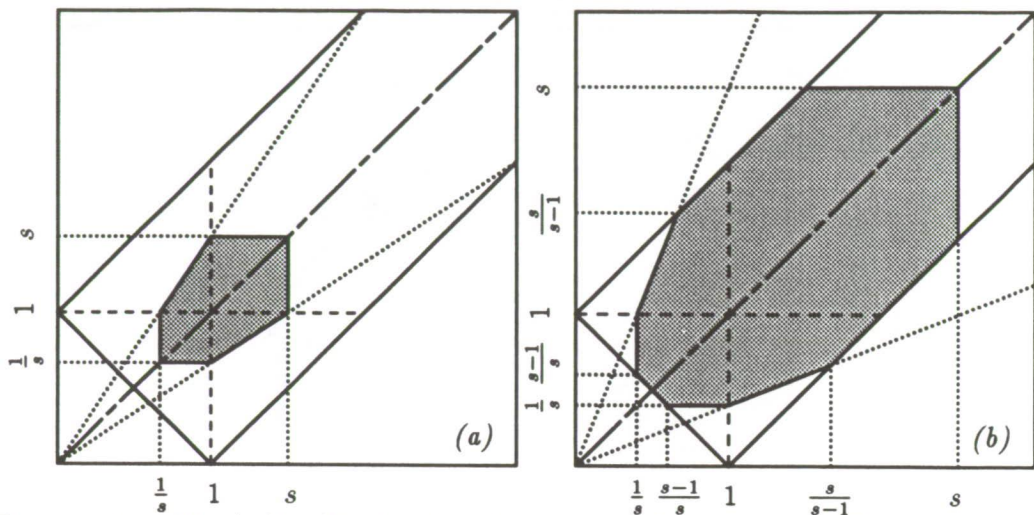 s
1
1/s
(a)
1/s 1 s
s
s/(s−1)
1
(s−1)/s
1/s
(b)
1/s (s−1)/s 1 s/(s−1) s